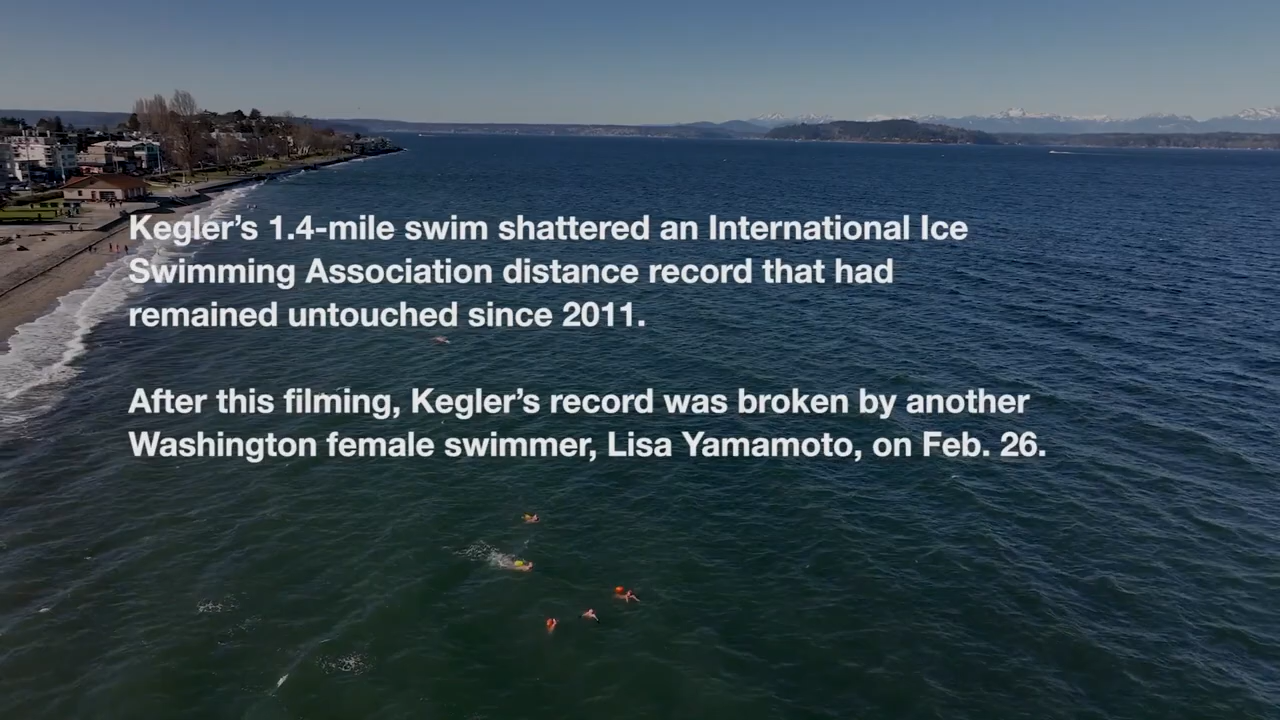 Kegler’s 1.4-mile swim shattered an International Ice
Swimming Association distance record that had
remained untouched since 2011.
After this filming, Kegler’s record was broken by another
Washington female swimmer, Lisa Yamamoto, on Feb. 26.